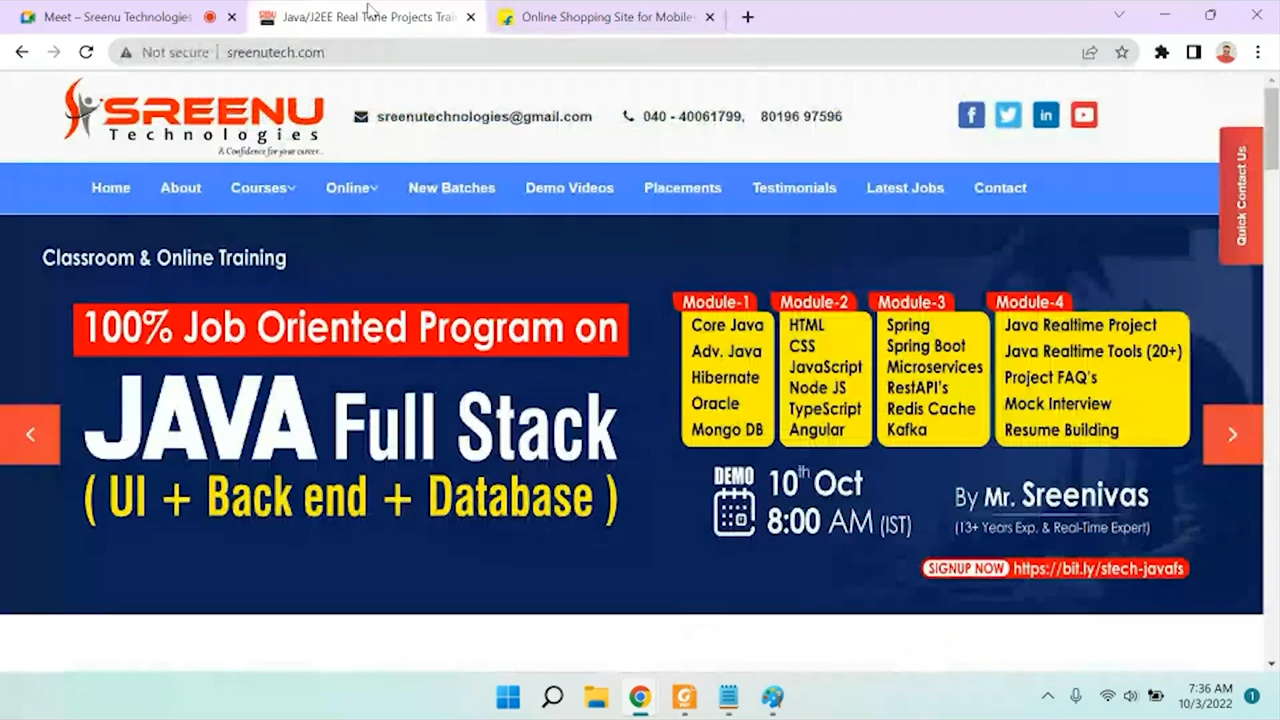 Meet – Sreenu Technologies
Java/J2EE Real Time Projects Trai
Online Shopping Site for Mobile
Not secure
sreenutech.com
SREENU
Technologies
A Confidence for your career..
sreenutechnologies@gmail.com
040 - 40061799, 80196 97596
Home About Courses Online New Batches Demo Videos Placements Testimonials Latest Jobs Contact
Quick Contact Us
Classroom & Online Training
100% Job Oriented Program on
JAVA Full Stack
( UI + Back end + Database )
Module-1
Core Java
Adv. Java
Hibernate
Oracle
Mongo DB
Module-2
HTML
CSS
JavaScript
Node JS
TypeScript
Angular
Module-3
Spring
Spring Boot
Microservices
RestAPI's
Redis Cache
Kafka
Module-4
Java Realtime Project
Java Realtime Tools (20+)
Project FAQ's
Mock Interview
Resume Building
DEMO
10th Oct
8:00 AM (IST)
By Mr. Sreenivas
(13+ Years Exp. & Real-Time Expert)
SIGNUP NOW https://bit.ly/stech-javafs
7:36 AM
10/3/2022
1